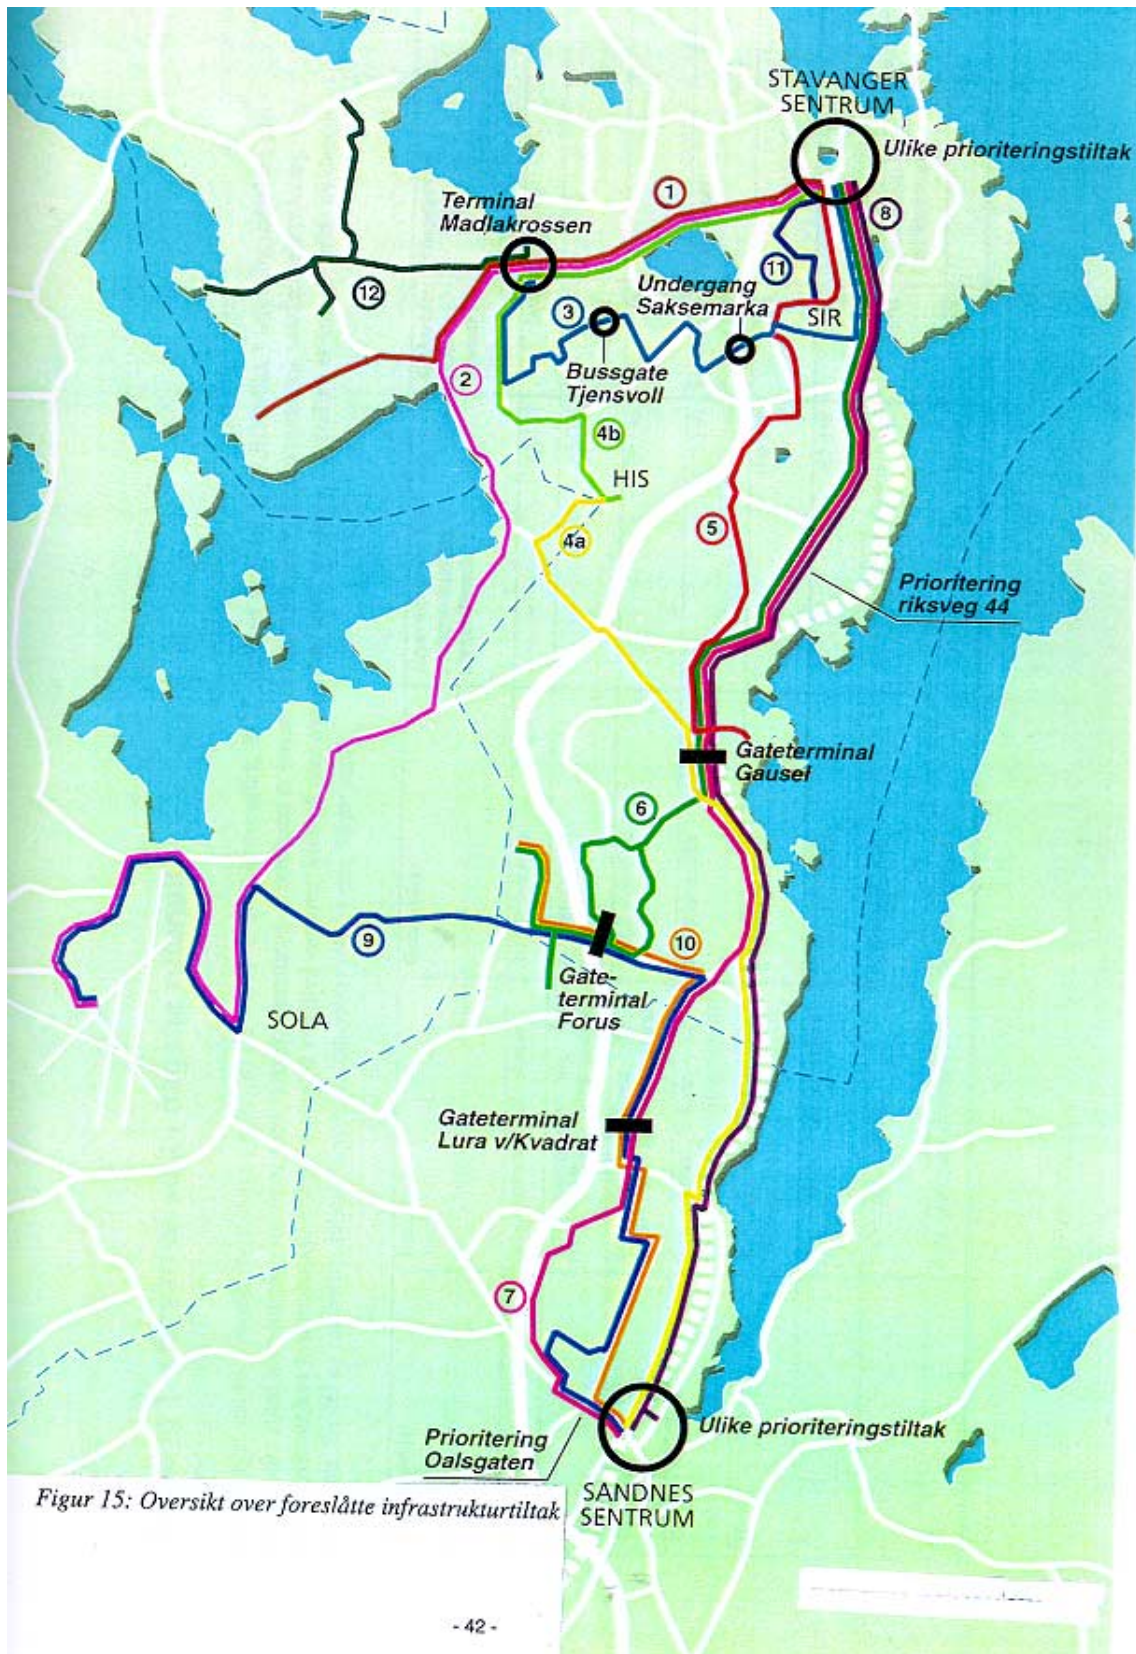 STAVANGER
SENTRUM
Ulike prioriteringstiltak
1
8
Terminal
Madlakrossen
11
12
Undergang
Saksemarka
3
SIR
Bussgate
Tjensvoll
2
4b
HIS
5
4a
Prioritering
riksveg 44
Gateterminal
Gausel
6
9
10
Gate-
terminal
Forus
SOLA
Gateterminal
Lura v/Kvadrat
7
Prioritering
Oalsgaten
Ulike prioriteringstiltak
SANDNES
SENTRUM
Figur 15: Oversikt over foreslåtte infrastrukturtiltak
- 42 -